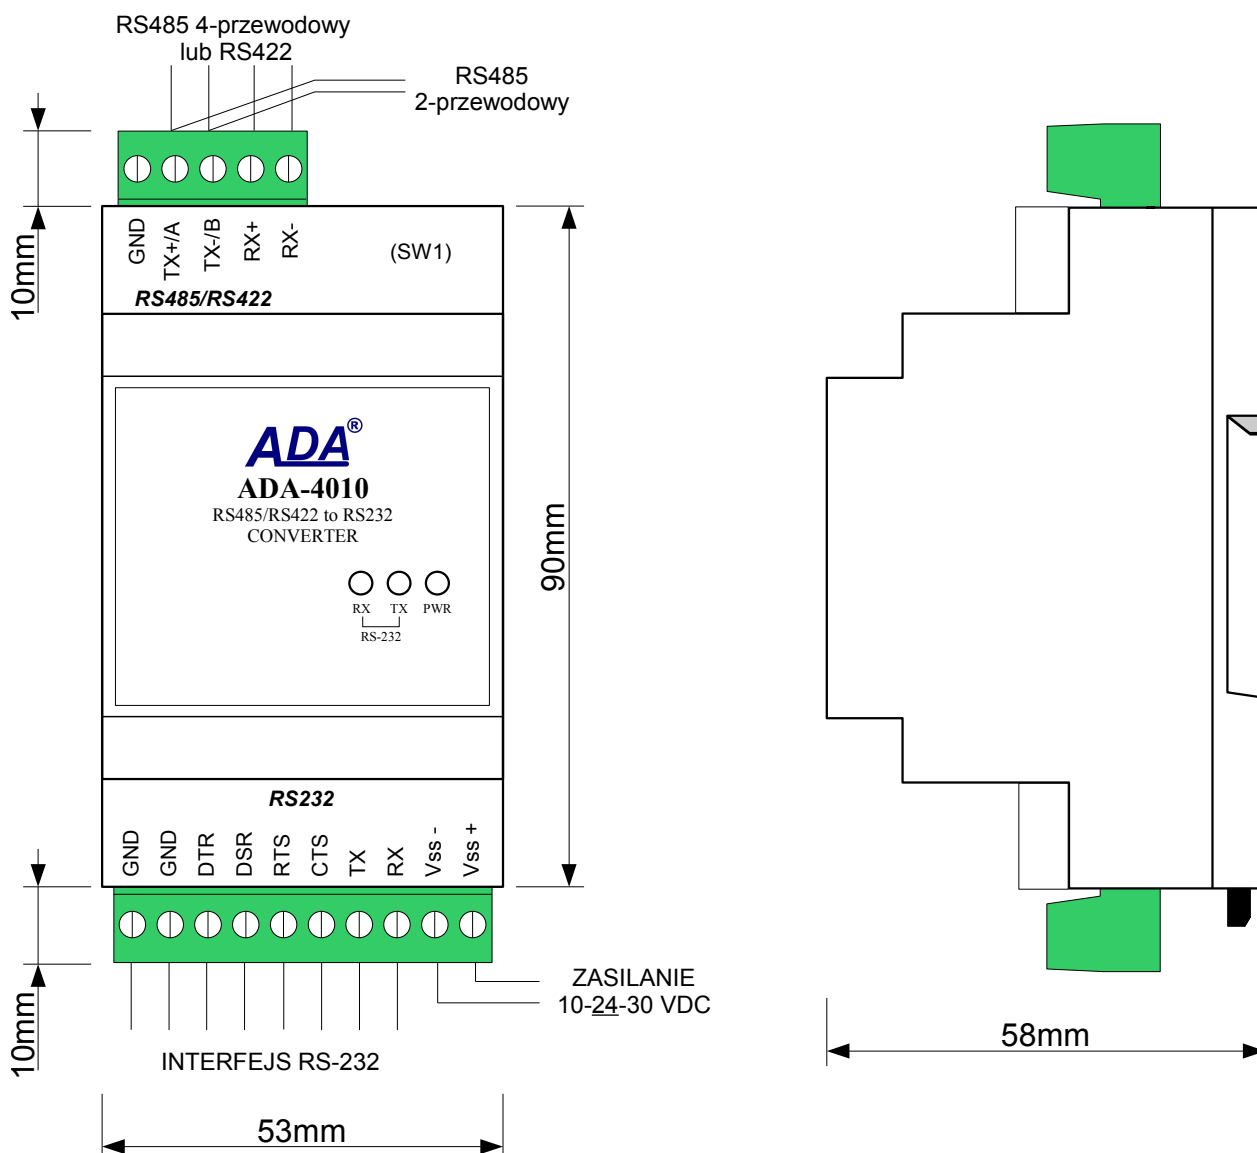 RS485 4-przewodowy
lub RS422
RS485
2-przewodowy
10mm
GND
TX+/A
TX-/B
RX+
RX-
(SW1)
RS485/RS422
ADA®
ADA-4010
RS485/RS422 to RS232
CONVERTER
RX TX PWR
RS-232
90mm
RS232
GND
GND
DTR
DSR
RTS
CTS
TX
RX
Vss -
Vss +
10mm
ZASILANIE
10-24-30 VDC
INTERFEJS RS-232
53mm
58mm